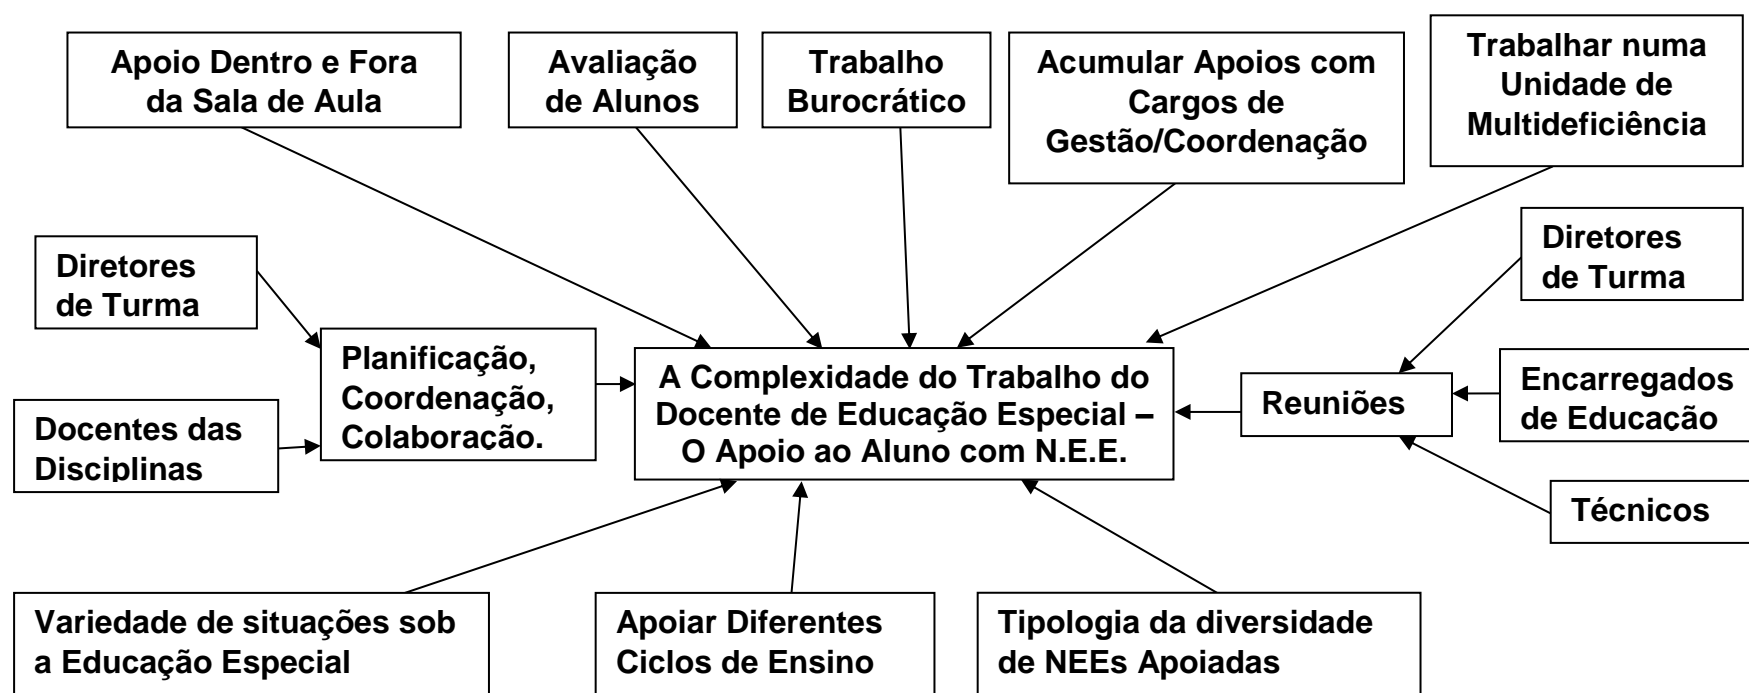 Apoio Dentro e Fora
da Sala de Aula
Avaliação
de Alunos
Trabalho
Burocrático
Acumular Apoios com
Cargos de
Gestão/Coordenação
Trabalhar numa
Unidade de
Multideficiência
Diretores
de Turma
Docentes das
Disciplinas
Planificação,
Coordenação,
Colaboração.
A Complexidade do Trabalho do
Docente de Educação Especial –
O Apoio ao Aluno com N.E.E.
Reuniões
Diretores
de Turma
Encarregados
de Educação
Técnicos
Variedade de situações sob
a Educação Especial
Apoiar Diferentes
Ciclos de Ensino
Tipologia da diversidade
de NEEs Apoiadas